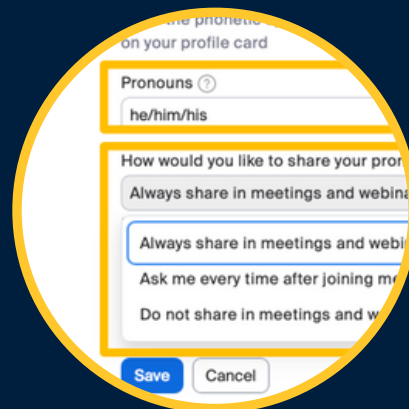 the phonetic
on your profile card
Pronouns ?
he/him/his
How would you like to share your pron
Always share in meetings and webina
Always share in meetings and webi
Ask me every time after joining me
Do not share in meetings and w
Save Cancel